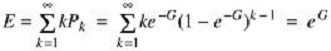 E = ∑_{k=1}^{∞} kP_k = ∑_{k=1}^{∞} ke^{-G}(1 - e^{-G})^{k-1} = e^G